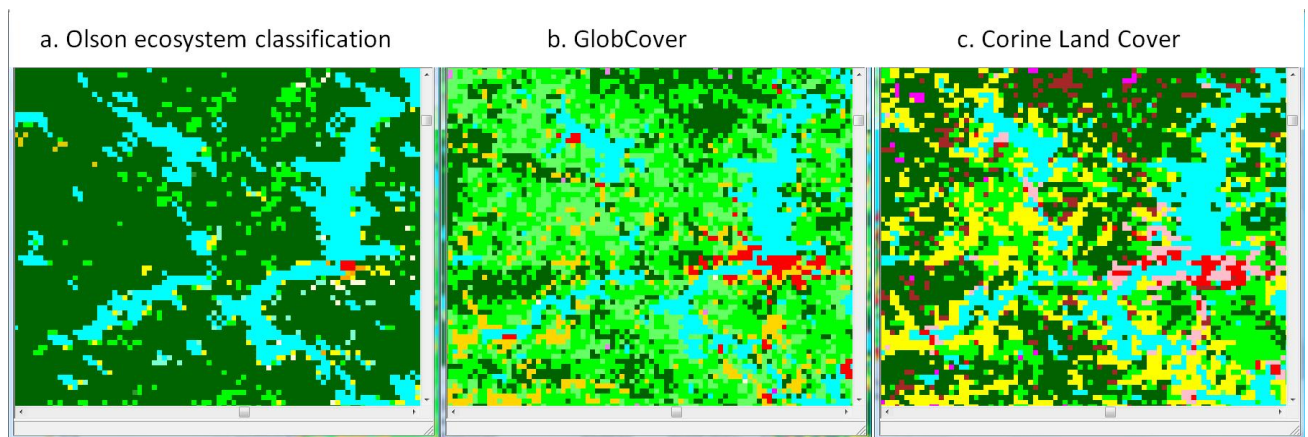 a. Olson ecosystem classification
b. GlobCover
c. Corine Land Cover